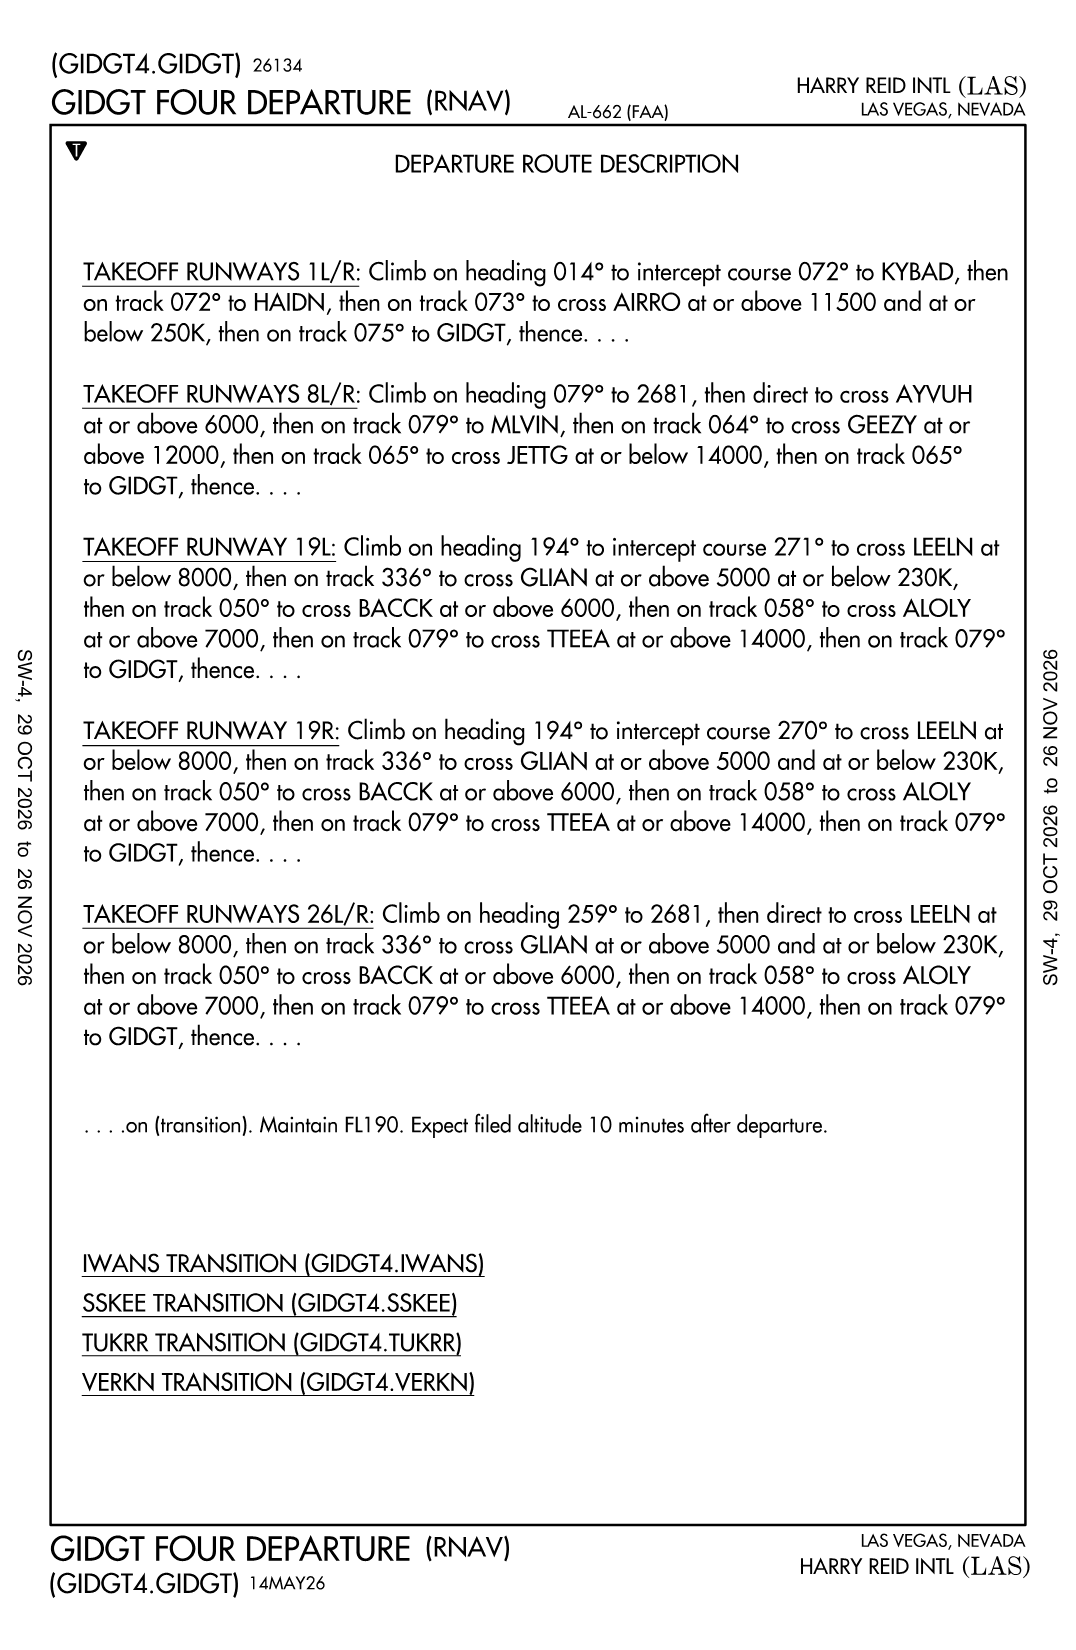 (GIDGT4.GIDGT) 26134
GIDGT FOUR DEPARTURE (RNAV)
AL-662 (FAA)
HARRY REID INTL (LAS)
LAS VEGAS, NEVADA
T
DEPARTURE ROUTE DESCRIPTION
TAKEOFF RUNWAYS 1L/R: Climb on heading 014° to intercept course 072° to KYBAD, then
on track 072° to HAIDN, then on track 073° to cross AIRRO at or above 11500 and at or
below 250K, then on track 075° to GIDGT, thence. . . .
TAKEOFF RUNWAYS 8L/R: Climb on heading 079° to 2681, then direct to cross AYVUH
at or above 6000, then on track 079° to MLVIN, then on track 064° to cross GEEZY at or
above 12000, then on track 065° to cross JETTG at or below 14000, then on track 065°
to GIDGT, thence. . . .
TAKEOFF RUNWAY 19L: Climb on heading 194° to intercept course 271° to cross LEELN at
or below 8000, then on track 336° to cross GLIAN at or above 5000 at or below 230K,
then on track 050° to cross BACCK at or above 6000, then on track 058° to cross ALOLY
at or above 7000, then on track 079° to cross TTEEA at or above 14000, then on track 079°
to GIDGT, thence. . . .
TAKEOFF RUNWAY 19R: Climb on heading 194° to intercept course 270° to cross LEELN at
or below 8000, then on track 336° to cross GLIAN at or above 5000 and at or below 230K,
then on track 050° to cross BACCK at or above 6000, then on track 058° to cross ALOLY
at or above 7000, then on track 079° to cross TTEEA at or above 14000, then on track 079°
to GIDGT, thence. . . .
TAKEOFF RUNWAYS 26L/R: Climb on heading 259° to 2681, then direct to cross LEELN at
or below 8000, then on track 336° to cross GLIAN at or above 5000 and at or below 230K,
then on track 050° to cross BACCK at or above 6000, then on track 058° to cross ALOLY
at or above 7000, then on track 079° to cross TTEEA at or above 14000, then on track 079°
to GIDGT, thence. . . .
. . . .on (transition). Maintain FL190. Expect filed altitude 10 minutes after departure.
IWANS TRANSITION (GIDGT4.IWANS)
SSKEE TRANSITION (GIDGT4.SSKEE)
TUKRR TRANSITION (GIDGT4.TUKRR)
VERKN TRANSITION (GIDGT4.VERKN)
SW-4, 29 OCT 2026 to 26 NOV 2026
SW-4, 29 OCT 2026 to 26 NOV 2026
GIDGT FOUR DEPARTURE (RNAV)
(GIDGT4.GIDGT) 14MAY26
LAS VEGAS, NEVADA
HARRY REID INTL (LAS)